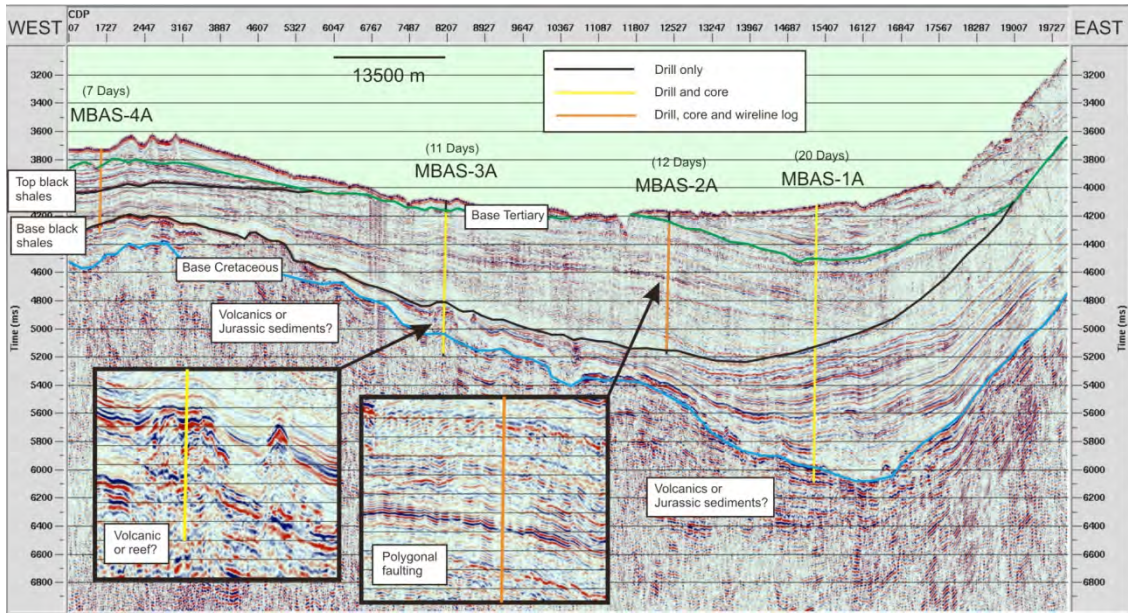 WEST
CDP
07 1727 2447 3167 3887 4607 5327 6047 6767 7487 8207 8927 9647 10367 11087 11807 12527 13247 13967 14687 15407 16127 16847 17567 18287 19007 19727
EAST
13500 m
Drill only
Drill and core
Drill, core and wireline log
(7 Days)
MBAS-4A
(11 Days)
MBAS-3A
(12 Days)
MBAS-2A
(20 Days)
MBAS-1A
Top black
shales
Base black
shales
Base Tertiary
Base Cretaceous
Volcanics or
Jurassic sediments?
Volcanic
or reef?
Polygonal
faulting
Volcanics or
Jurassic sediments?
Time (ms)
3200
3400
3600
3800
4000
4200
4400
4600
4800
5000
5200
5400
5600
5800
6000
6200
6400
6600
6800
Time (ms)
3200
3400
3600
3800
4000
4200
4400
4600
4800
5000
5200
5400
5600
5800
6000
6200
6400
6600
6800